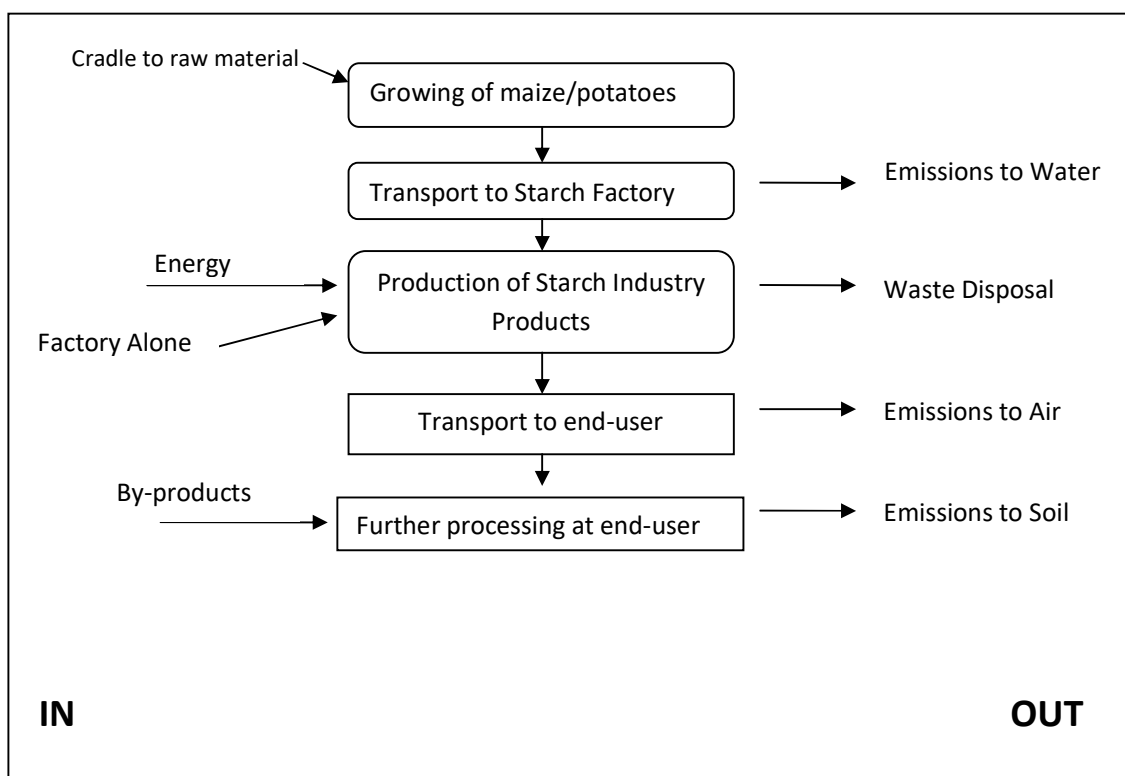 Cradle to raw material
Growing of maize/potatoes
Transport to Starch Factory
Emissions to Water
Energy
Production of Starch Industry
Products
Waste Disposal
Factory Alone
Transport to end-user
Emissions to Air
By-products
Further processing at end-user
Emissions to Soil
IN
OUT